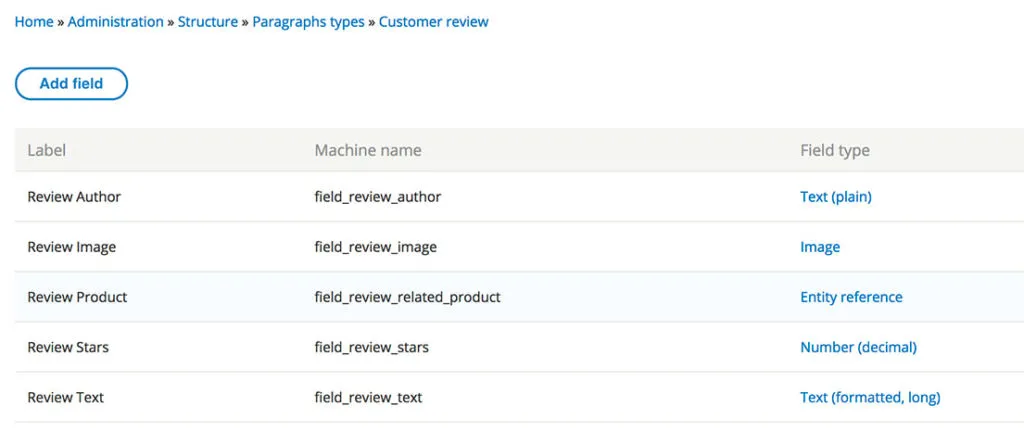 Home » Administration » Structure » Paragraphs types » Customer review
Add field
Label Machine name Field type
Review Author field_review_author Text (plain)
Review Image field_review_image Image
Review Product field_review_related_product Entity reference
Review Stars field_review_stars Number (decimal)
Review Text field_review_text Text (formatted, long)